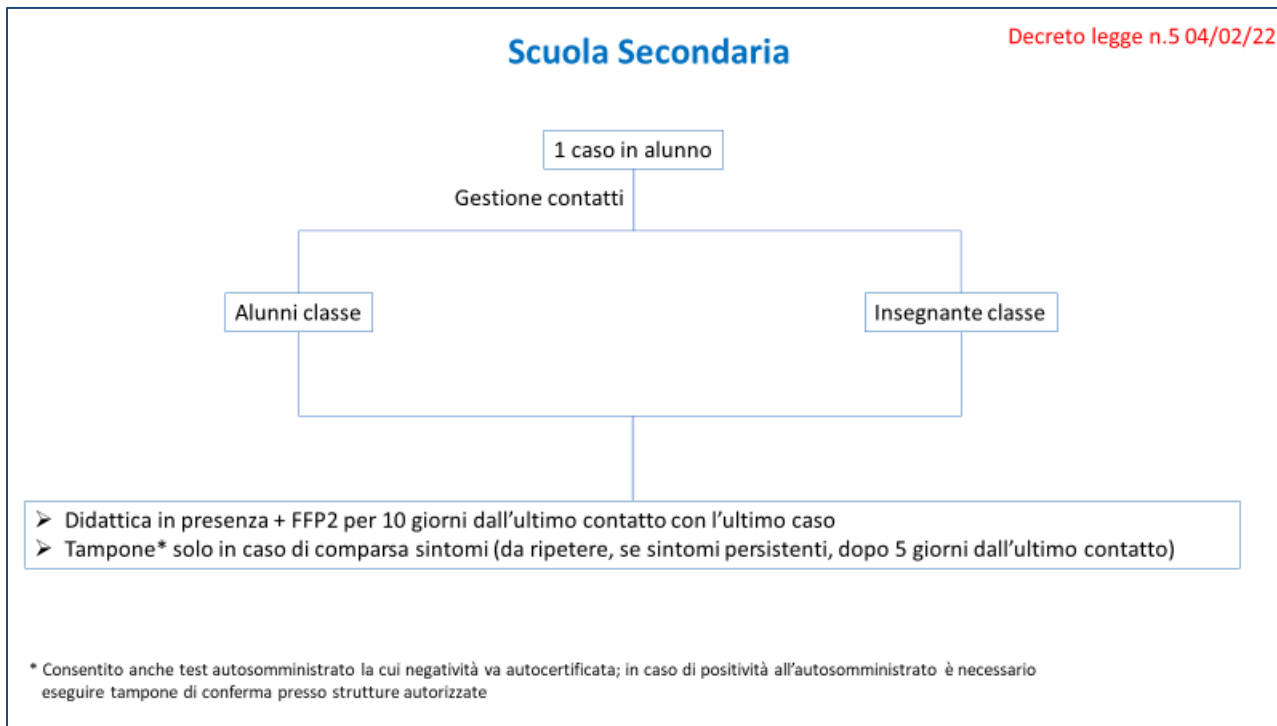 Scuola Secondaria
Decreto legge n.5 04/02/22
1 caso in alunno
Gestione contatti
Alunni classe
Insegnante classe
➢ Didattica in presenza + FFP2 per 10 giorni dall’ultimo contatto con l’ultimo caso
➢ Tampone* solo in caso di comparsa sintomi (da ripetere, se sintomi persistenti, dopo 5 giorni dall’ultimo contatto)
* Consentito anche test autosomministrato la cui negatività va autocertificata; in caso di positività all’autosomministrato è necessario
eseguire tampone di conferma presso strutture autorizzate